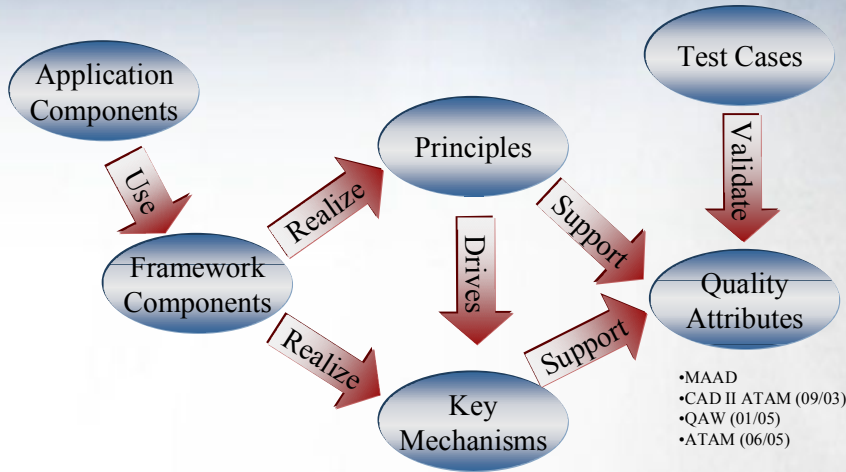 Application
Components
Test Cases
Principles
Use
Realize
Support
Validate
Drives
Framework
Components
Quality
Attributes
Realize
Support
Key
Mechanisms
•MAAD
•CAD II ATAM (09/03)
•QAW (01/05)
•ATAM (06/05)